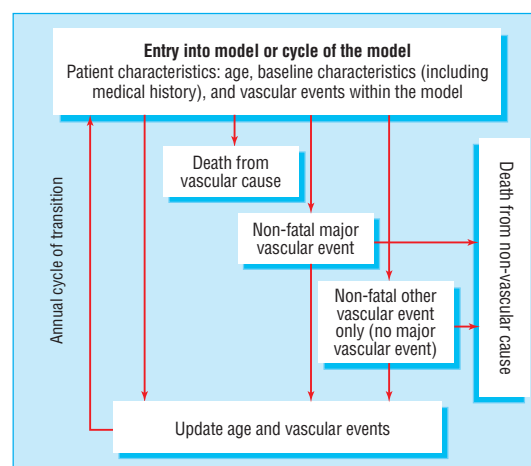 Entry into model or cycle of the model
Patient characteristics: age, baseline characteristics (including
medical history), and vascular events within the model
Death from
vascular cause
Non-fatal major
vascular event
Non-fatal other
vascular event
only (no major
vascular event)
Death from non-vascular
cause
Annual cycle of transition
Update age and vascular events